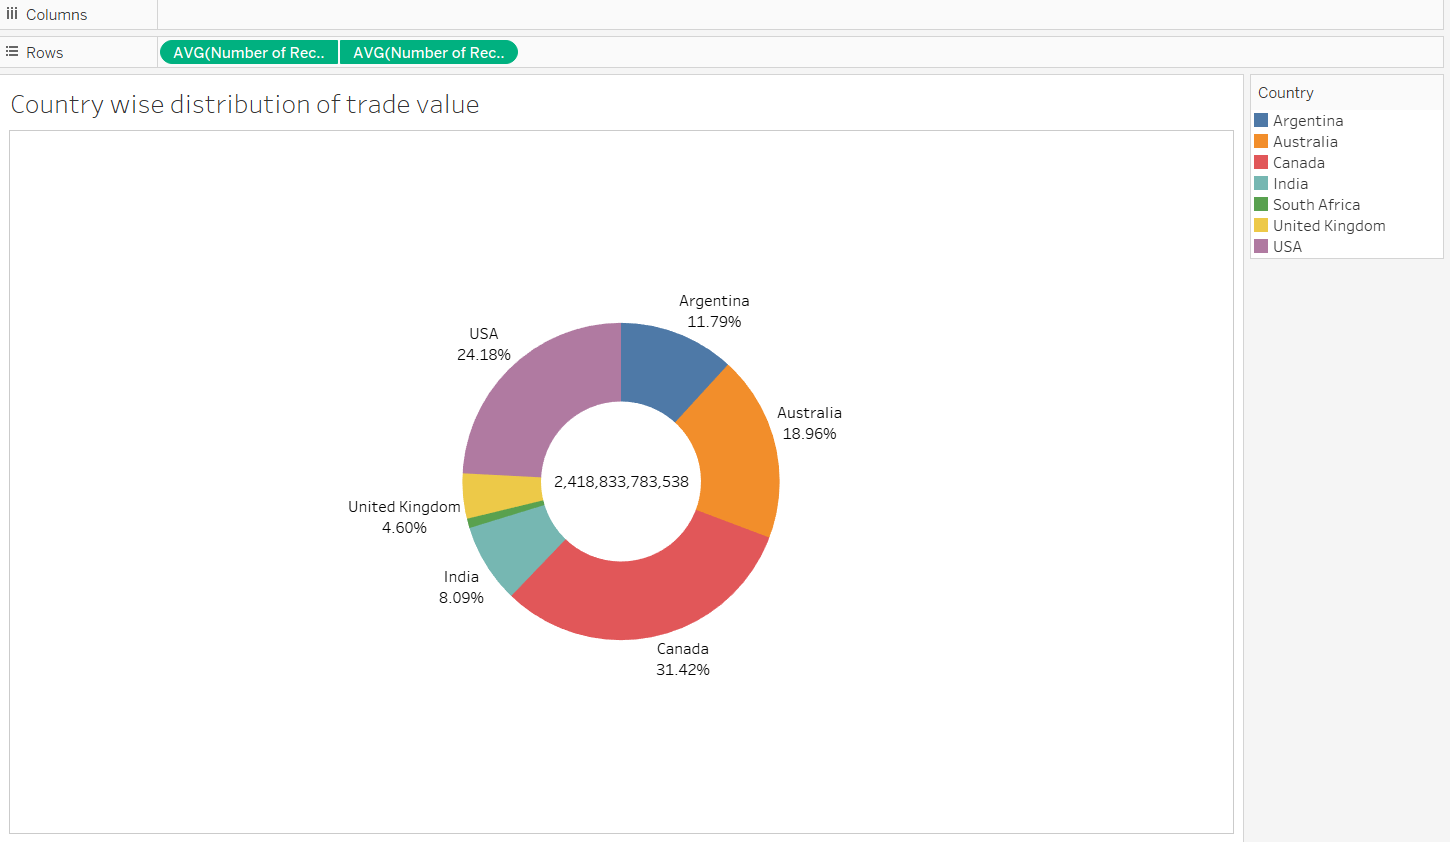 Columns
Rows
AVG(Number of Rec.. AVG(Number of Rec..
Country wise distribution of trade value
Country
Argentina
Australia
Canada
India
South Africa
United Kingdom
USA
Argentina
11.79%
USA
24.18%
Australia
18.96%
2,418,833,783,538
United Kingdom
4.60%
India
8.09%
Canada
31.42%